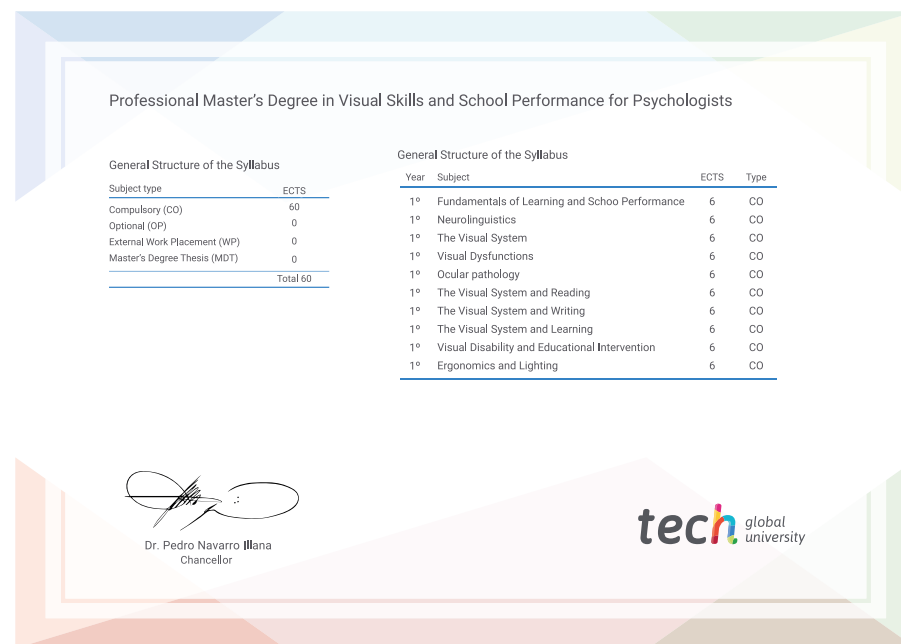 Professional Master's Degree in Visual Skills and School Performance for Psychologists
General Structure of the Syllabus
Subject type ECTS
Compulsory (CO) 60
Optional (OP) 0
External Work Placement (WP) 0
Master's Degree Thesis (MDT) 0
Total 60
General Structure of the Syllabus
Year Subject ECTS Type
1º Fundamentals of Learning and Schoo Performance 6 CO
1º Neurolinguistics 6 CO
1º The Visual System 6 CO
1º Visual Dysfunctions 6 CO
1º Ocular pathology 6 CO
1º The Visual System and Reading 6 CO
1º The Visual System and Writing 6 CO
1º The Visual System and Learning 6 CO
1º Visual Disability and Educational Intervention 6 CO
1º Ergonomics and Lighting 6 CO
Dr. Pedro Navarro Illana
Chancellor
tech global
university